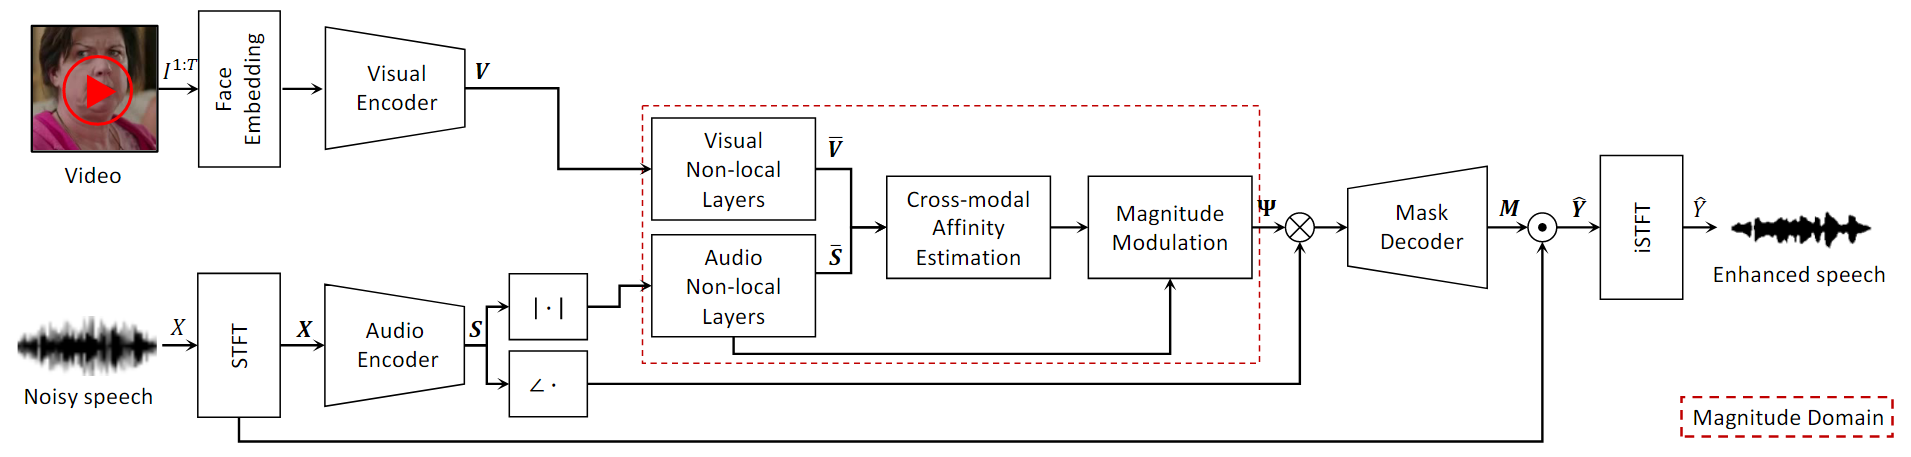 Video
I^{1:T}
Face
Embedding
Visual
Encoder
V
Visual
Non-local
Layers
V̅
Audio
Non-local
Layers
S̅
Cross-modal
Affinity
Estimation
Magnitude
Modulation
Ψ
Mask
Decoder
M
Ŷ
iSTFT
Ŷ
Enhanced speech
Noisy speech
X
STFT
X
Audio
Encoder
S
|·|
∠·
Magnitude Domain